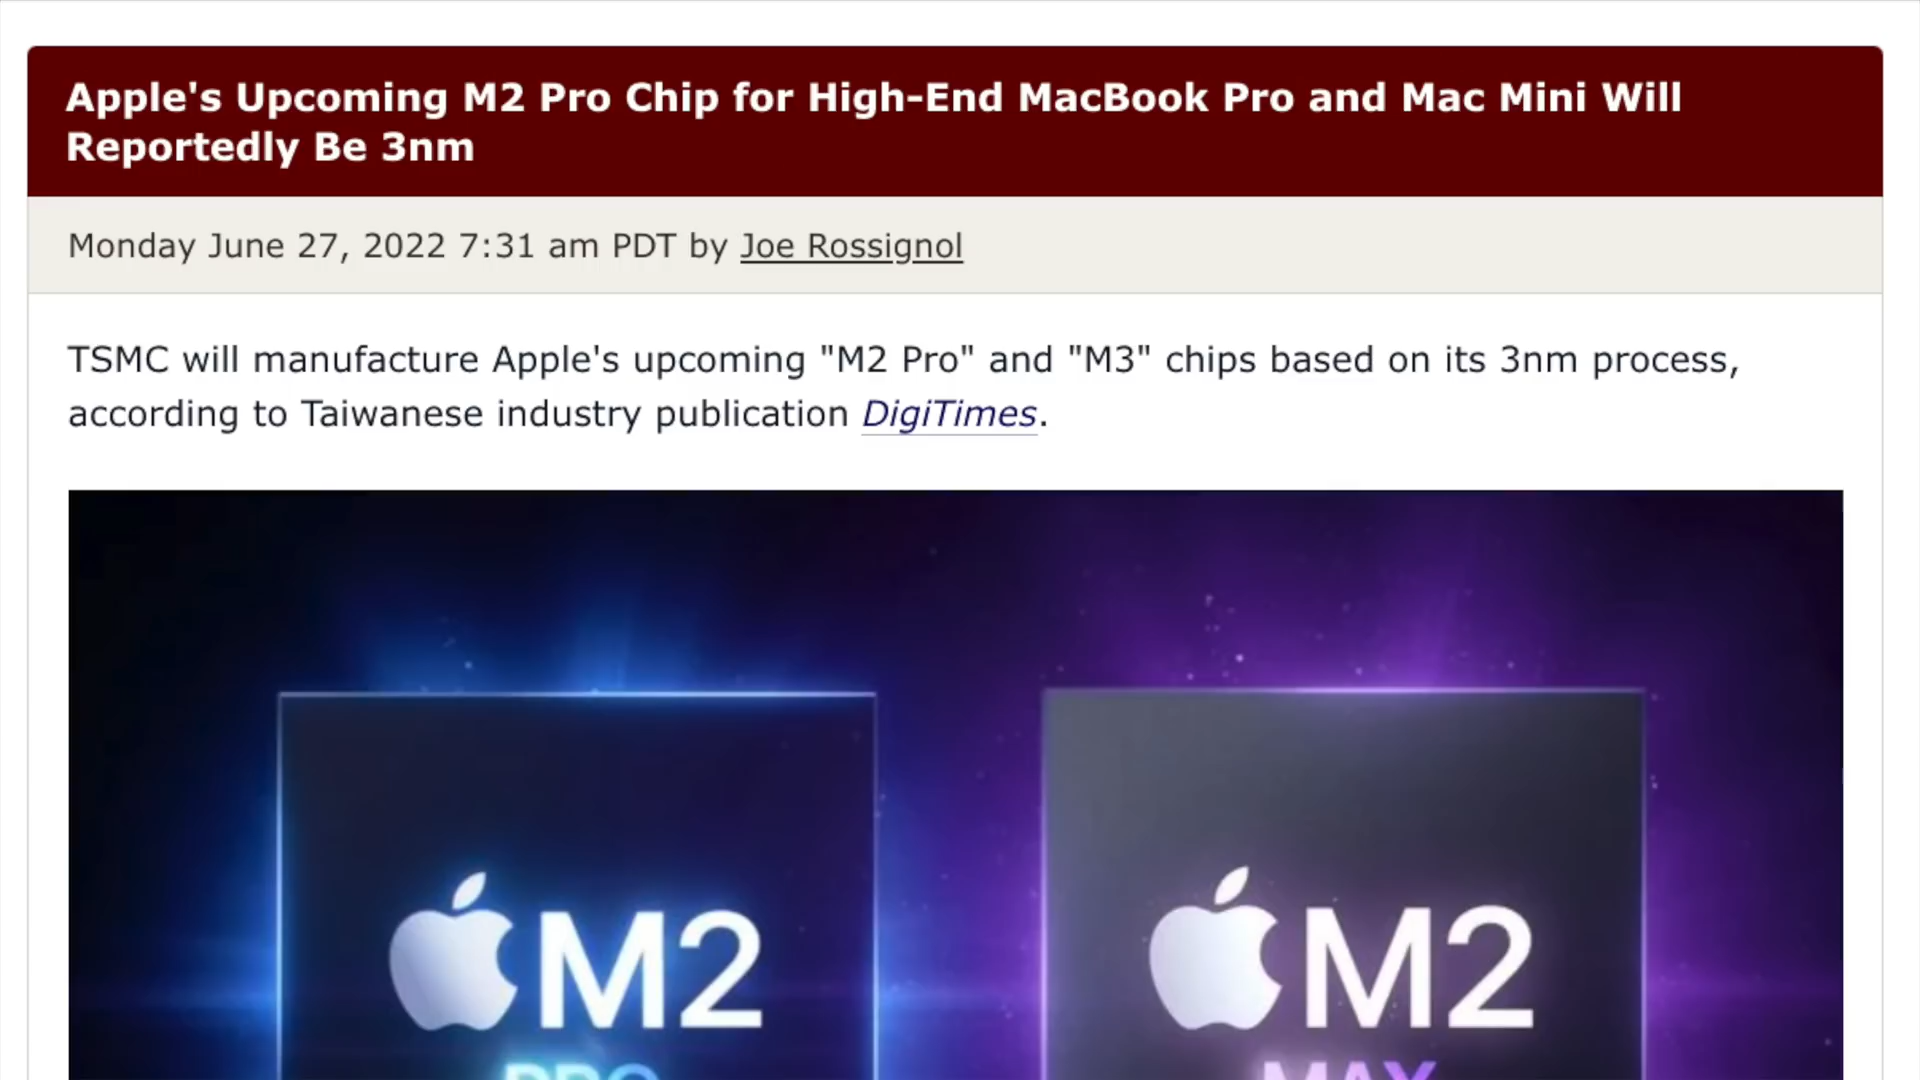 Apple's Upcoming M2 Pro Chip for High-End MacBook Pro and Mac Mini Will
Reportedly Be 3nm
Monday June 27, 2022 7:31 am PDT by Joe Rossignol
TSMC will manufacture Apple's upcoming "M2 Pro" and "M3" chips based on its 3nm process,
according to Taiwanese industry publication DigiTimes.
M2 M2
PRO MAX